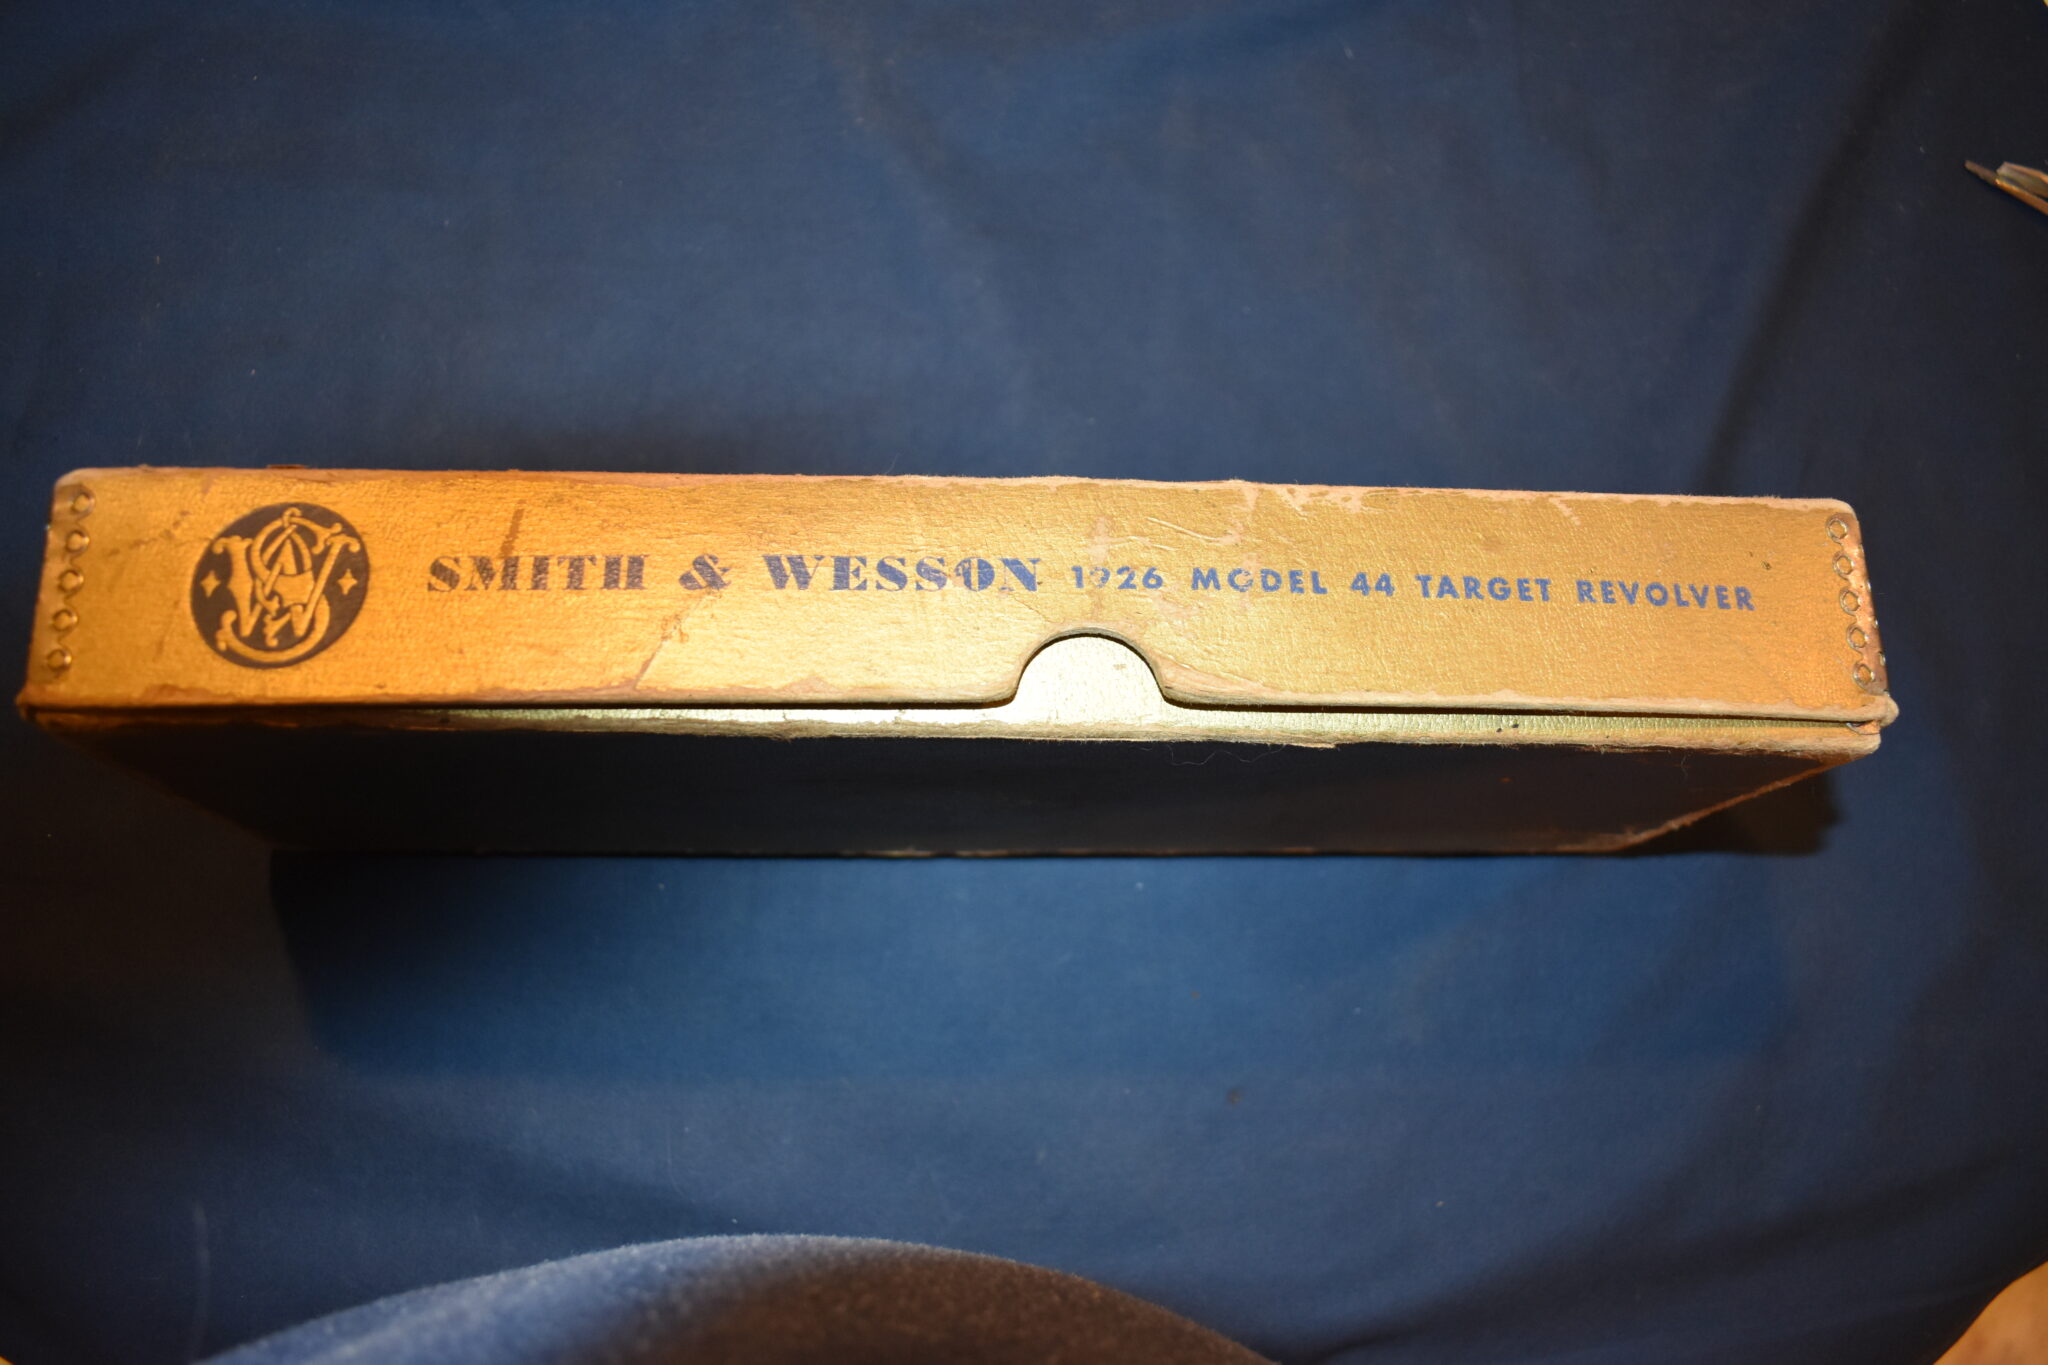 SMITH & WESSON 1926 MODEL 44 TARGET REVOLVER